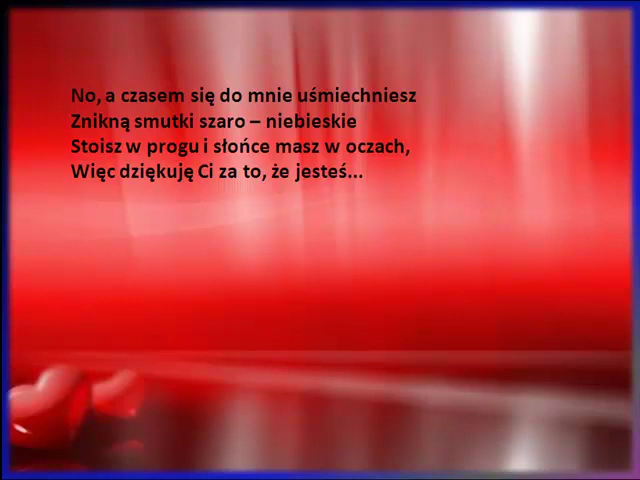 No, a czasem się do mnie uśmiechniesz
Znikną smutki szaro – niebieskie
Stoisz w progu i słońce masz w oczach,
Więc dziękuję Ci za to, że jesteś...